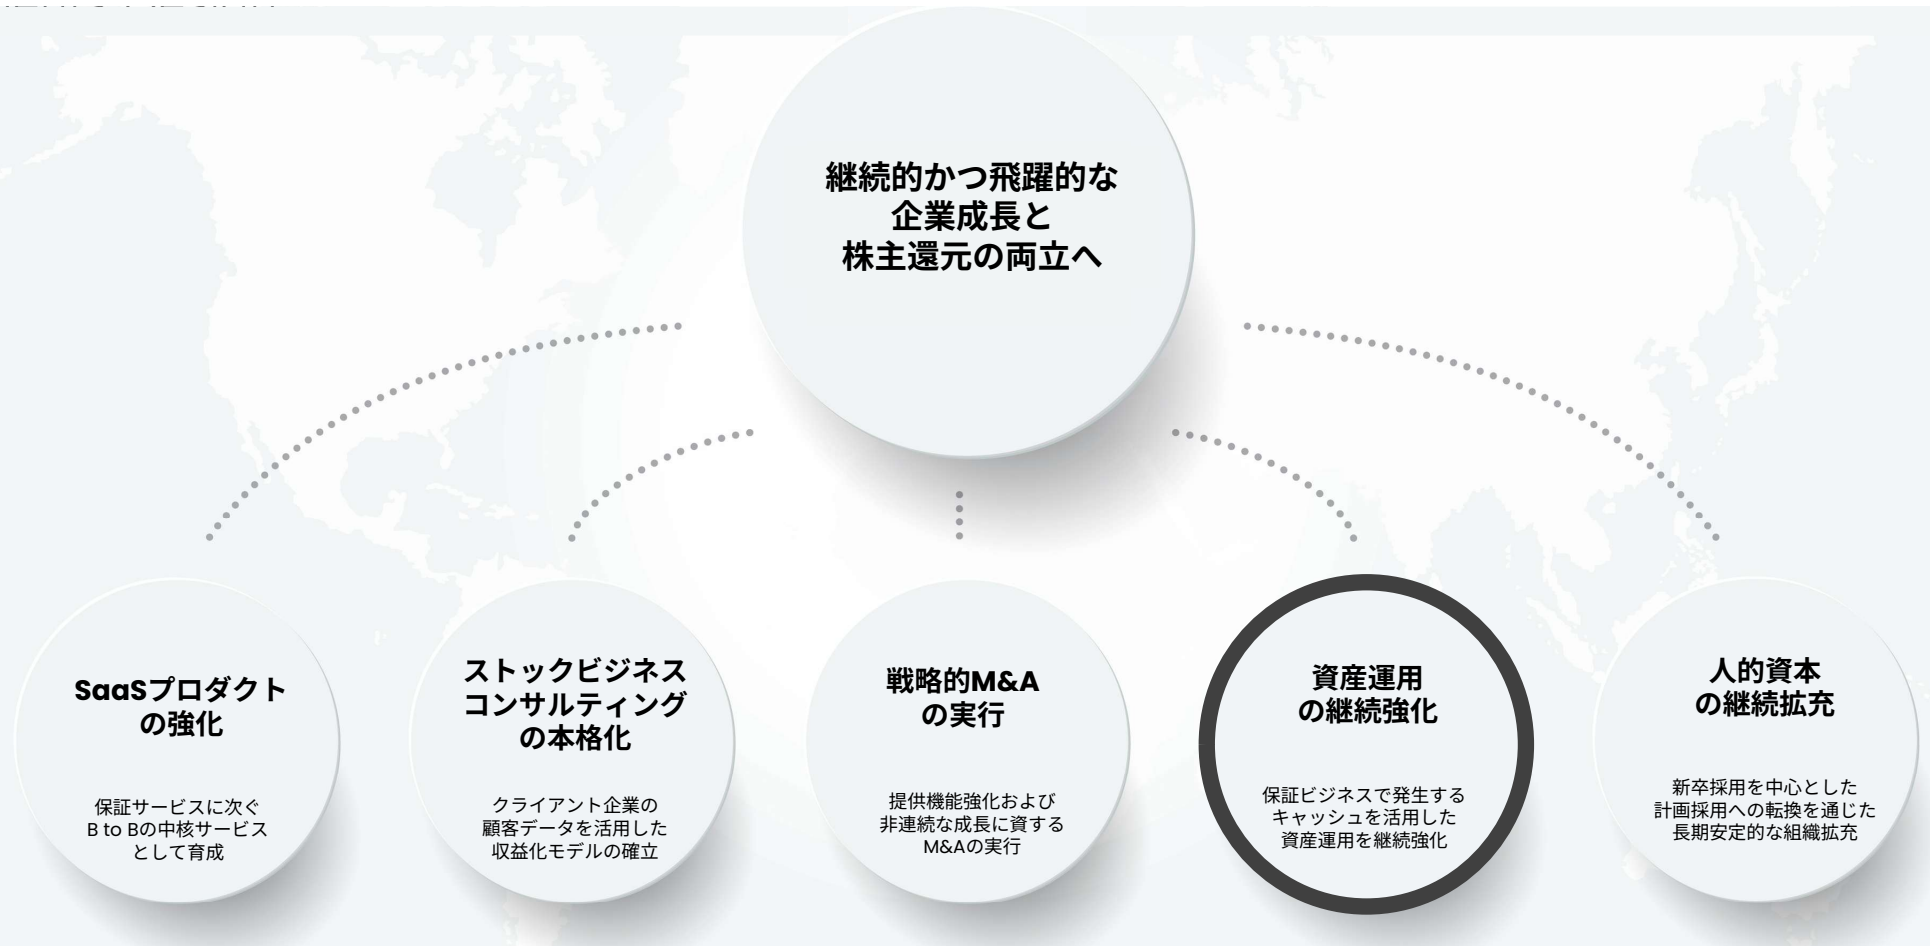 継続的かつ飛躍的な
企業成長と
株主還元の両立へ
SaaSプロダクト
の強化
保証サービスに次ぐ
B to Bの中核サービス
として育成
ストックビジネス
コンサルティング
の本格化
クライアント企業の
顧客データを活用した
収益化モデルの確立
戦略的M&A
の実行
提供機能強化および
非連続な成長に資する
M&Aの実行
資産運用
の継続強化
保証ビジネスで発生する
キャッシュを活用した
資産運用を継続強化
人的資本
の継続拡充
新卒採用を中心とした
計画採用への転換を通じた
長期安定的な組織拡充